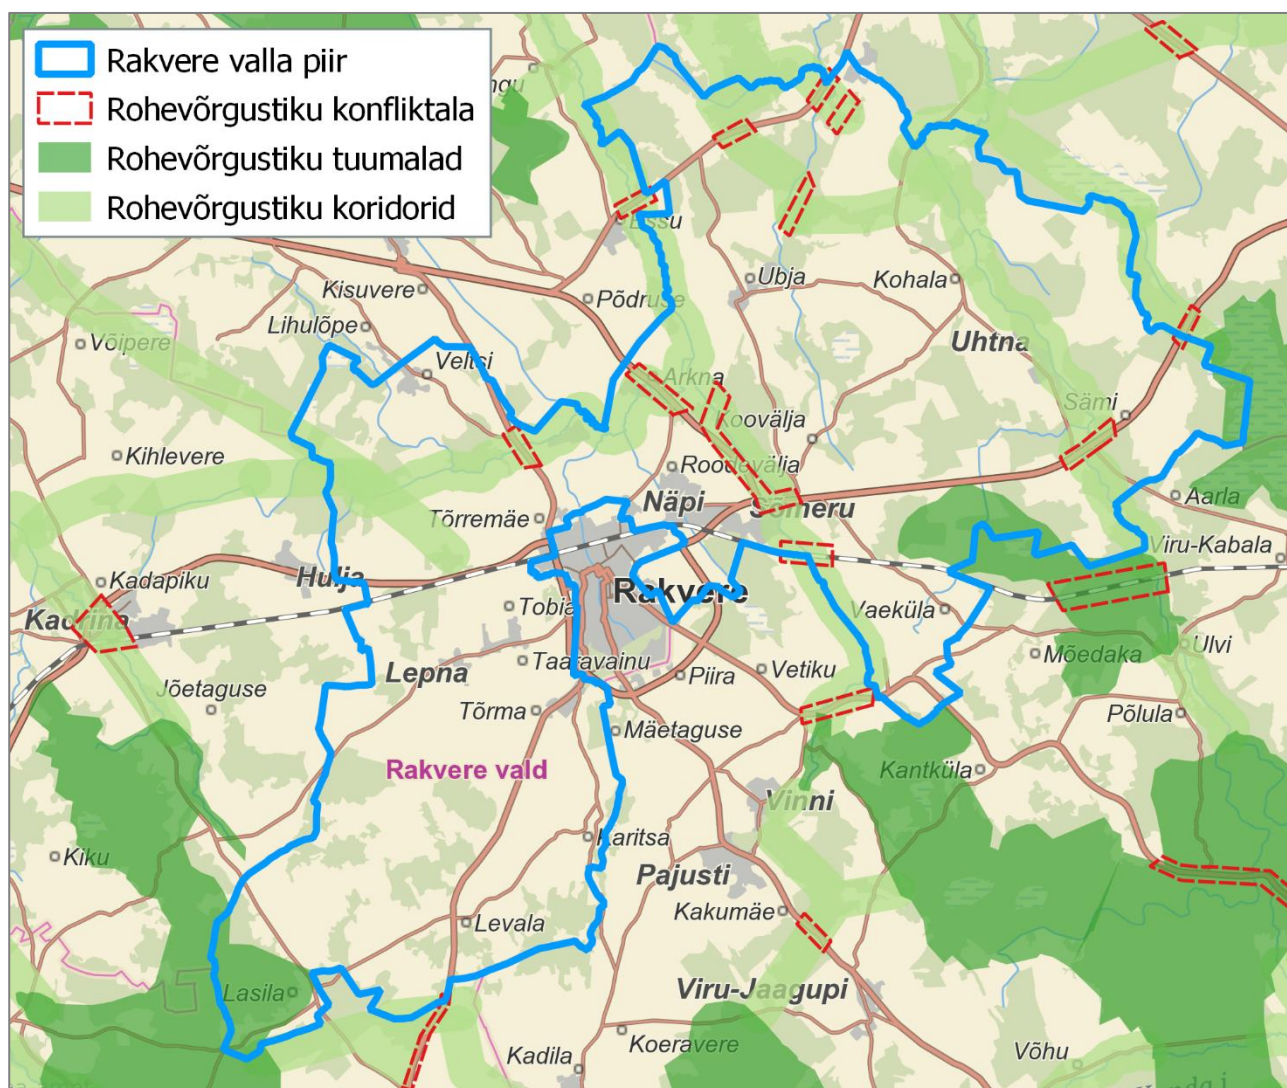 Rakvere valla piir
Rohevõrgustiku konfliktala
Rohevõrgustiku tuumalad
Rohevõrgustiku koridorid
Essu
Kisuvere
Põdruse
Ubja
Kohala
Lihulõpe
Võipere
Veltsi
Uhtna
Arkna
Sämi
Koovälja
Kihlevere
Roodevälja
Aarla
Näpi
Sõmeru
Tõrremäe
Viru-Kabala
Kadapiku
Hulja
Rakvere
Kadrina
Tobia
Vaeküla
Ulvi
Mõedaka
Lepna
Taaravainu
Piira
Vetiku
Jõetaguse
Tõrma
Põlula
Mäetaguse
Rakvere vald
Kantküla
Vinni
Karitsa
Kiku
Pajusti
Kakumäe
Levala
Lasila
Viru-Jaagupi
Koeravere
Kadila
Võhu